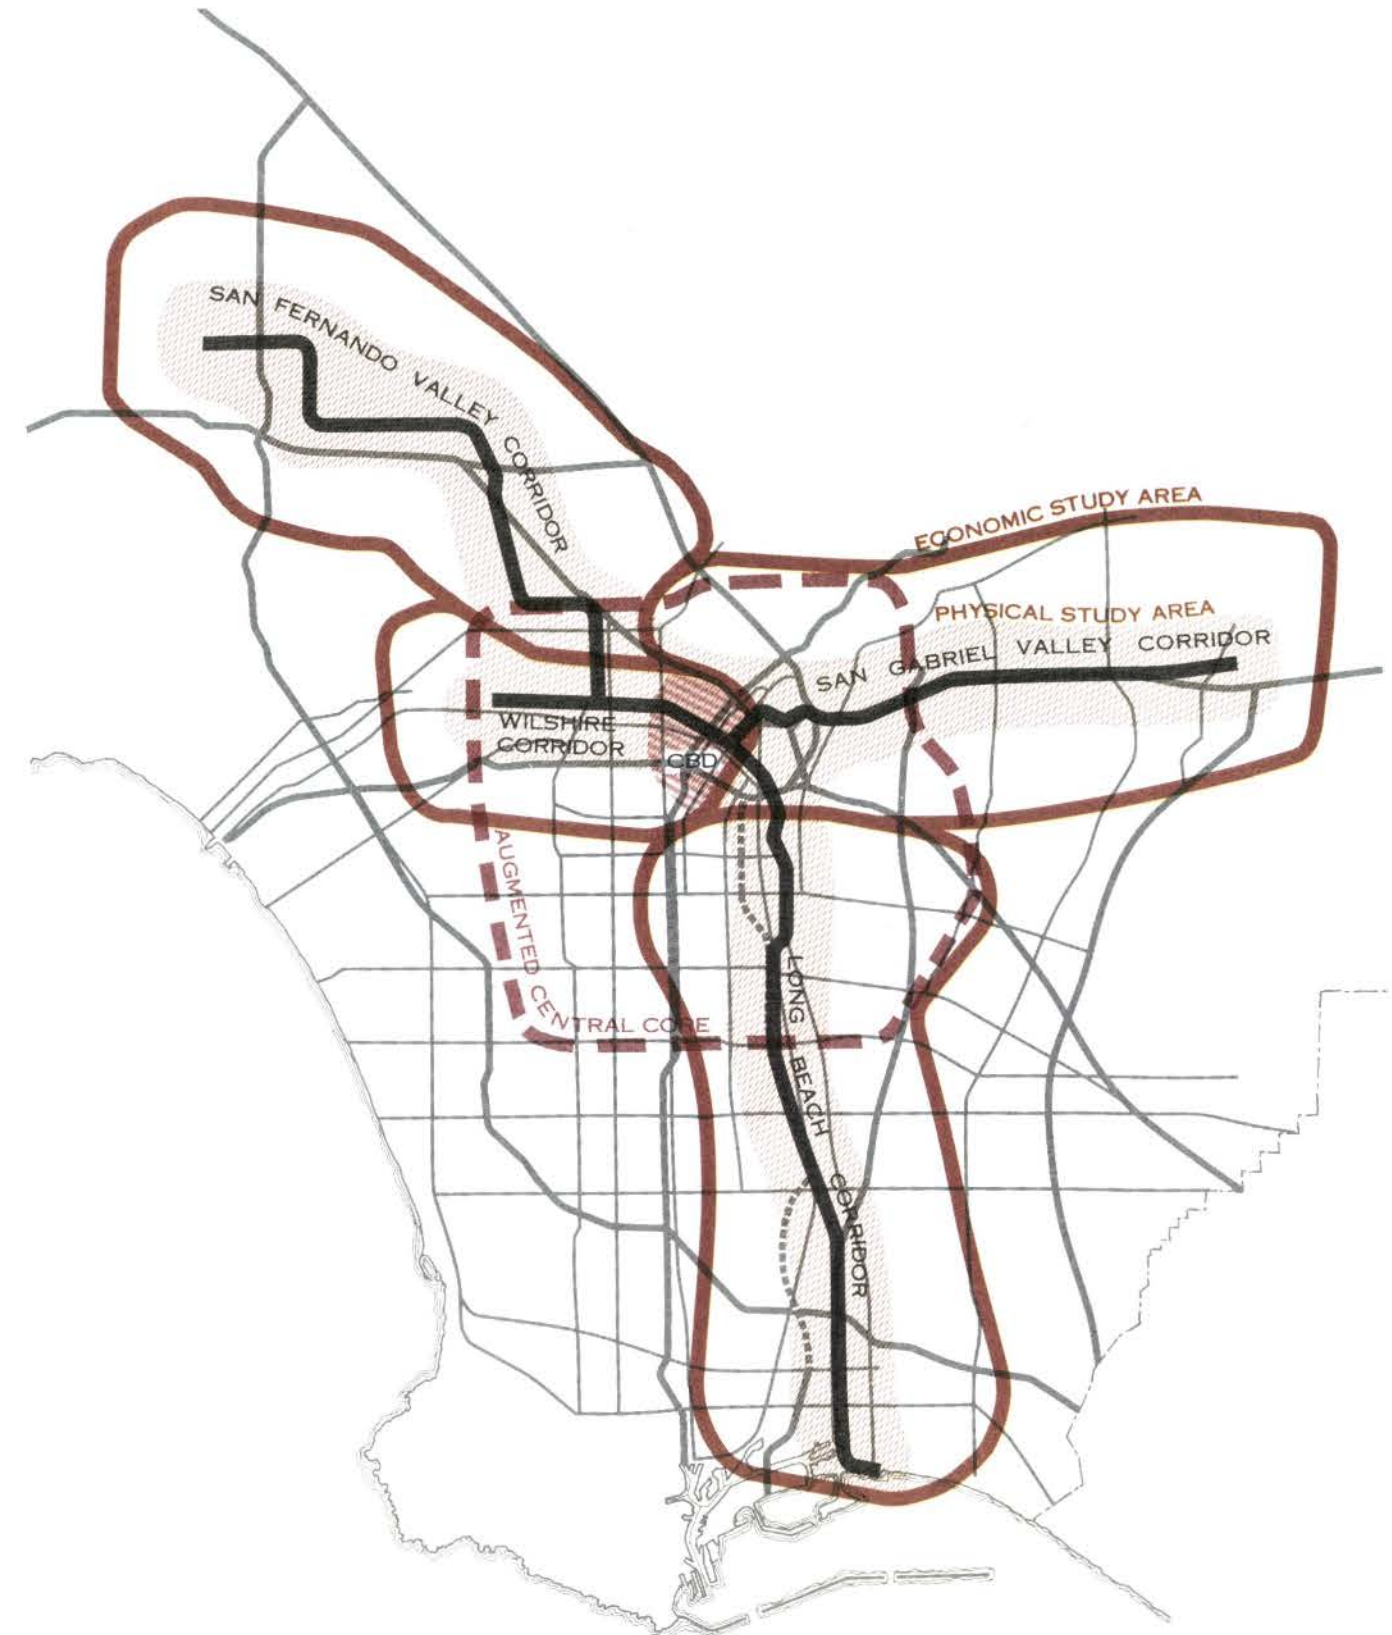 SAN FERNANDO VALLEY CORRIDOR
ECONOMIC STUDY AREA
PHYSICAL STUDY AREA
SAN GABRIEL VALLEY CORRIDOR
WILSHIRE
CORRIDOR
CBD
AUGMENTED CENTRAL CORE
LONG BEACH CORRIDOR